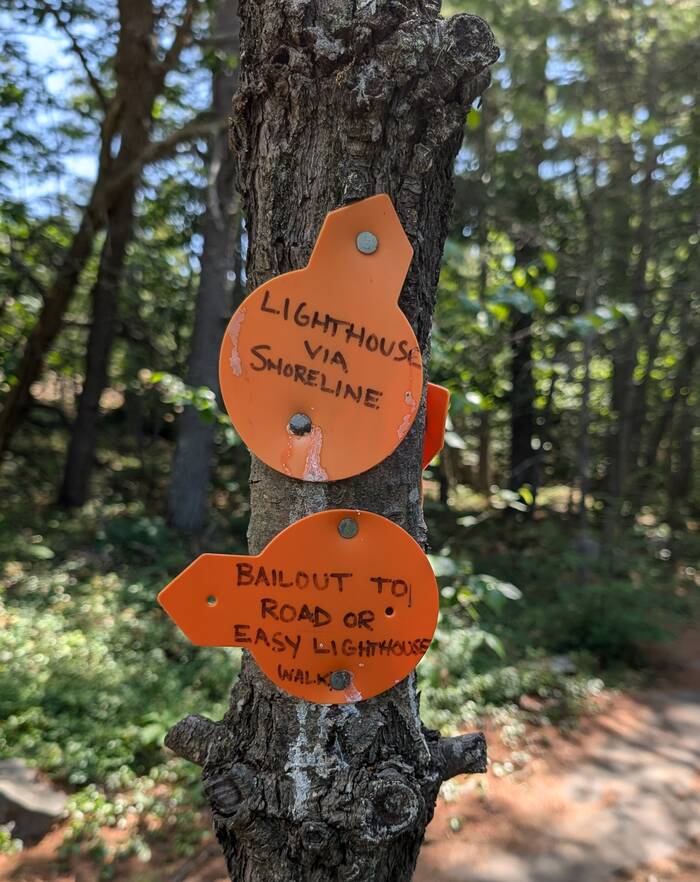 LIGHTHOUSE
VIA
SHORELINE
BAILOUT TO
ROAD OR
EASY LIGHTHOUSE
WALK